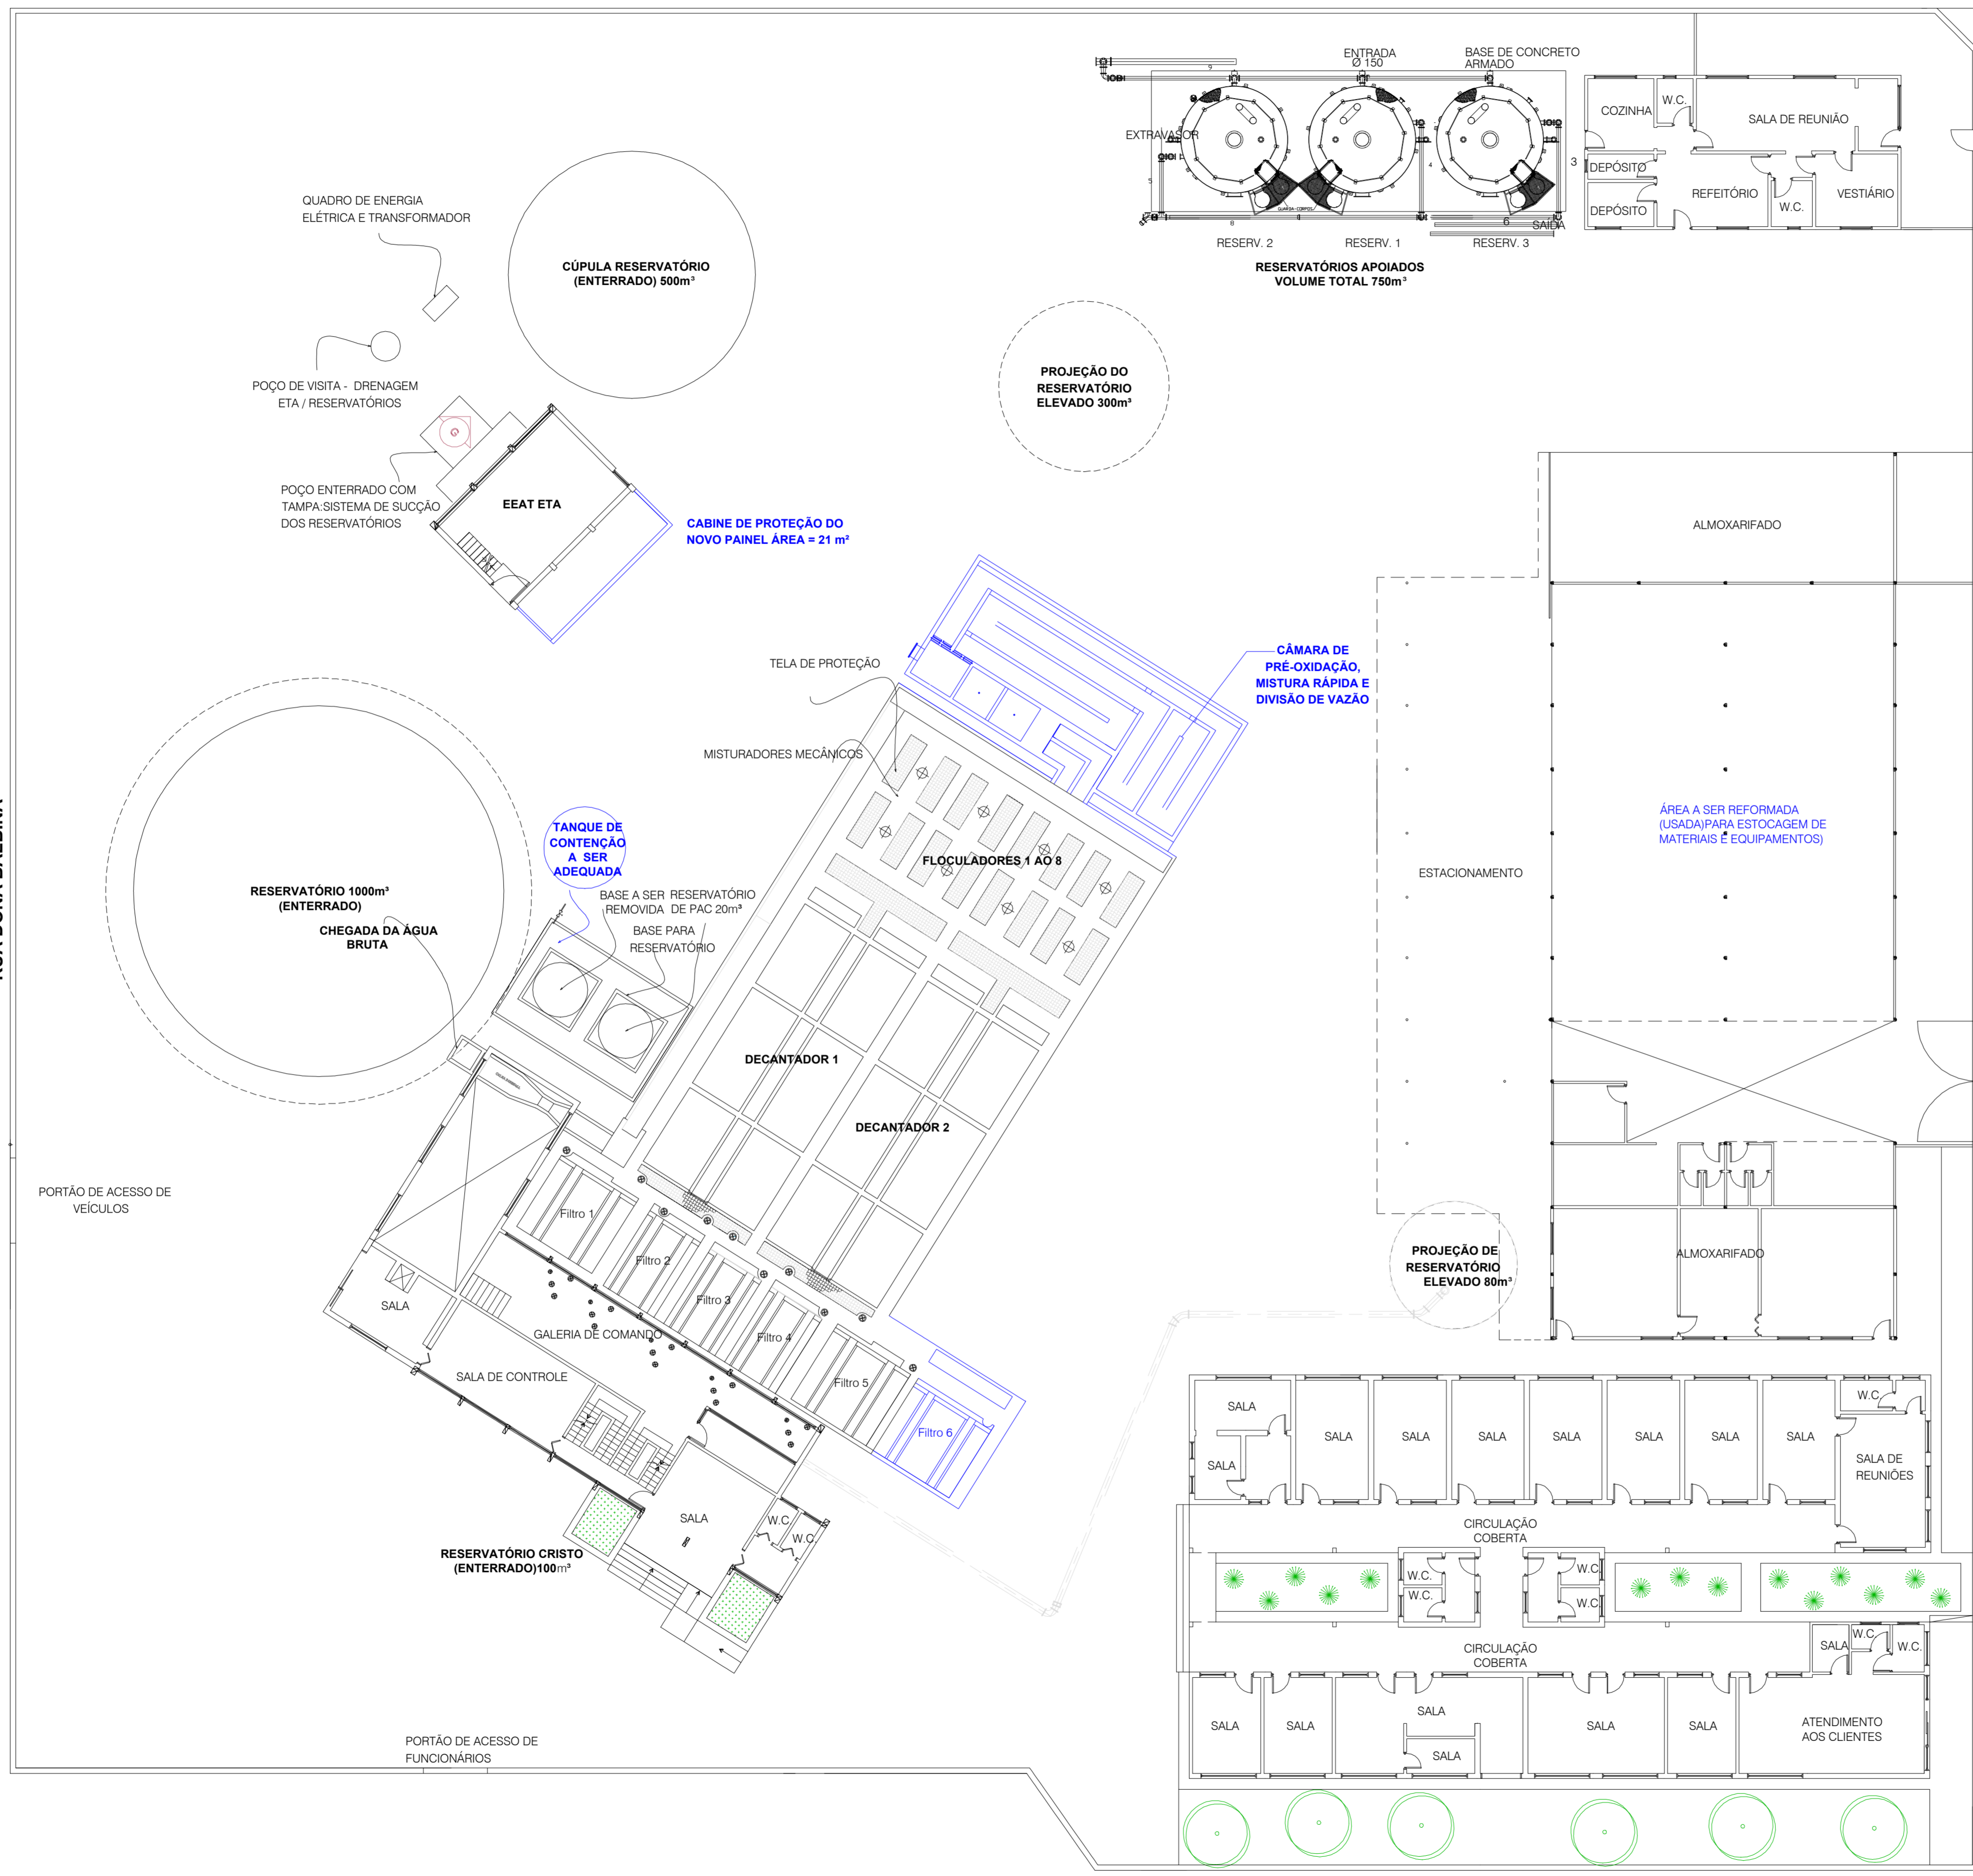 ENTRADA
Ø 150
BASE DE CONCRETO
ARMADO
9
EXTRAVASOR
5
4
3
GUARDA-CORPOS
8
6
SAÍDA
RESERV. 2
RESERV. 1
RESERV. 3
RESERVATÓRIOS APOIADOS
VOLUME TOTAL 750m³
COZINHA
W.C.
SALA DE REUNIÃO
DEPÓSITO
DEPÓSITO
REFEITÓRIO
W.C.
VESTIÁRIO
QUADRO DE ENERGIA
ELÉTRICA E TRANSFORMADOR
CÚPULA RESERVATÓRIO
(ENTERRADO) 500m³
POÇO DE VISITA - DRENAGEM
ETA / RESERVATÓRIOS
PROJEÇÃO DO
RESERVATÓRIO
ELEVADO 300m³
POÇO ENTERRADO COM
TAMPA:SISTEMA DE SUCÇÃO
DOS RESERVATÓRIOS
EEAT ETA
CABINE DE PROTEÇÃO DO
NOVO PAINEL ÁREA = 21 m²
ALMOXARIFADO
TELA DE PROTEÇÃO
CÂMARA DE
PRÉ-OXIDAÇÃO,
MISTURA RÁPIDA E
DIVISÃO DE VAZÃO
MISTURADORES MECÂNICOS
TANQUE DE
CONTENÇÃO
A SER
ADEQUADA
FLOCULADORES 1 AO 8
ÁREA A SER REFORMADA
(USADA)PARA ESTOCAGEM DE
MATERIAIS E EQUIPAMENTOS)
ESTACIONAMENTO
RESERVATÓRIO 1000m³
(ENTERRADO)
CHEGADA DA ÁGUA
BRUTA
BASE A SER
REMOVIDA
RESERVATÓRIO
DE PAC 20m³
BASE PARA
RESERVATÓRIO
DECANTADOR 1
DECANTADOR 2
PORTÃO DE ACESSO DE
VEÍCULOS
Filtro 1
Filtro 2
Filtro 3
Filtro 4
Filtro 5
Filtro 6
PROJEÇÃO DE
RESERVATÓRIO
ELEVADO 80m³
ALMOXARIFADO
SALA
GALERIA DE COMANDO
SALA DE CONTROLE
SALA
W.C.
W.C.
RESERVATÓRIO CRISTO
(ENTERRADO)100m³
SALA
SALA
SALA
SALA
SALA
SALA
SALA
SALA
SALA
W.C.
SALA DE
REUNIÕES
CIRCULAÇÃO
COBERTA
W.C.
W.C.
W.C.
W.C.
CIRCULAÇÃO
COBERTA
SALA
W.C.
W.C.
SALA
SALA
SALA
SALA
SALA
SALA
ATENDIMENTO
AOS CLIENTES
PORTÃO DE ACESSO DE
FUNCIONÁRIOS